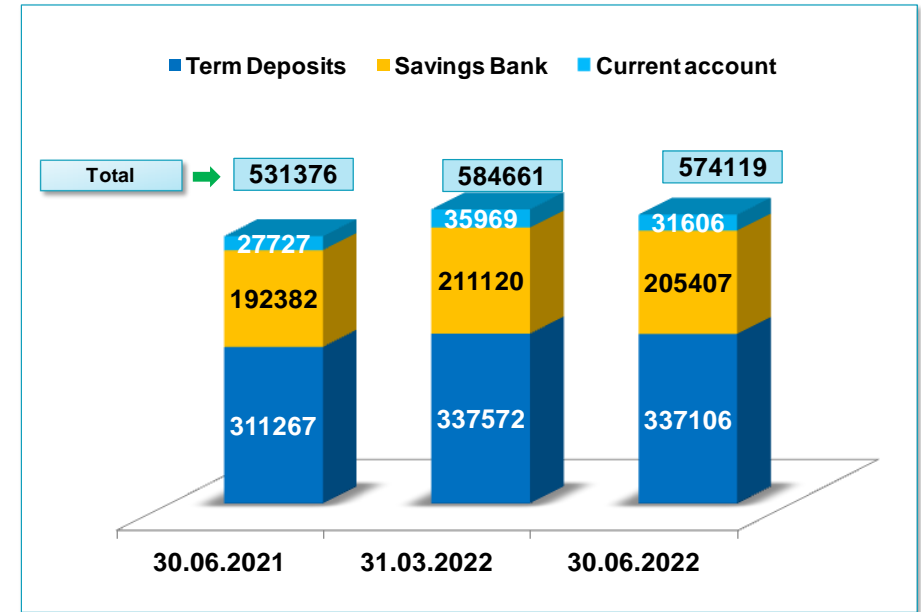 Term Deposits Savings Bank Current account
Total 531376 584661 574119
27727 35969 31606
192382 211120 205407
311267 337572 337106
30.06.2021 31.03.2022 30.06.2022